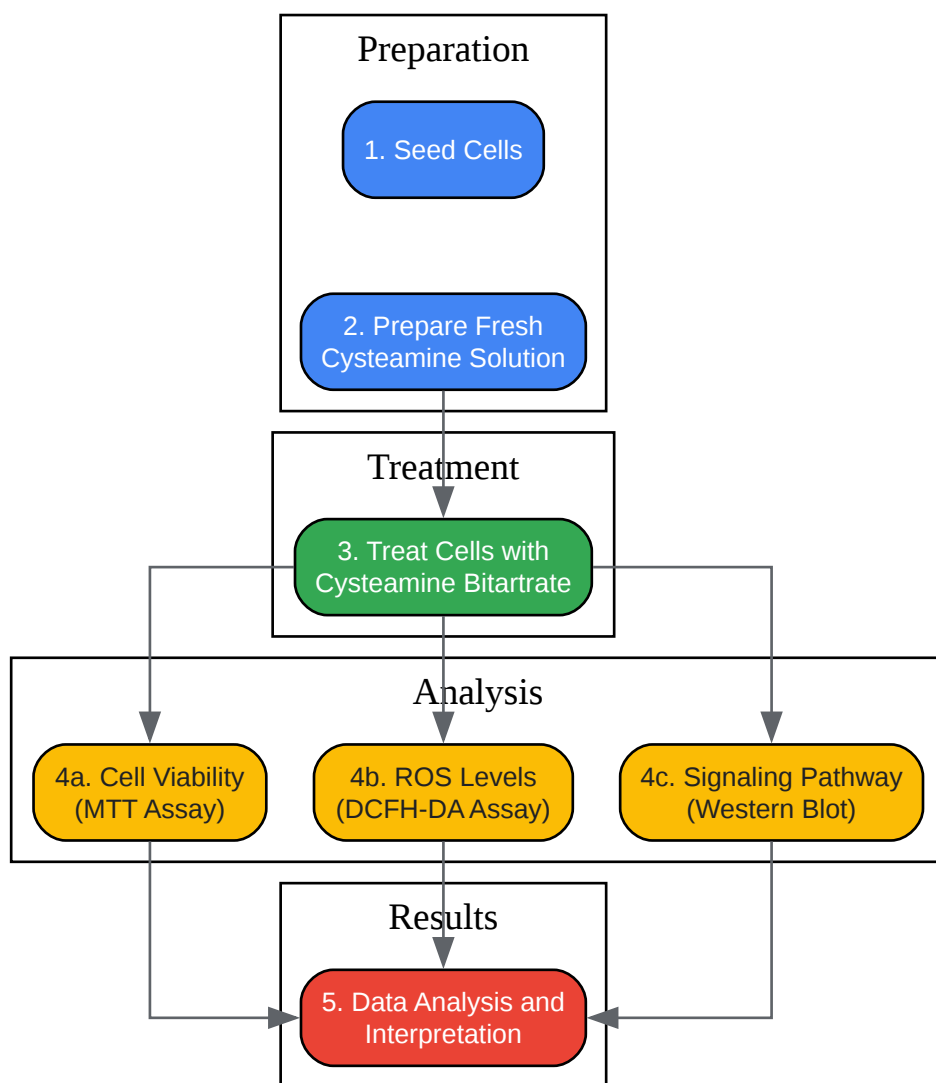 Preparation
1. Seed Cells
2. Prepare Fresh
Cysteamine Solution
Treatment
3. Treat Cells with
Cysteamine Bitartrate
Analysis
4a. Cell Viability
(MTT Assay)
4b. ROS Levels
(DCFH-DA Assay)
4c. Signaling Pathway
(Western Blot)
Results
5. Data Analysis and
Interpretation